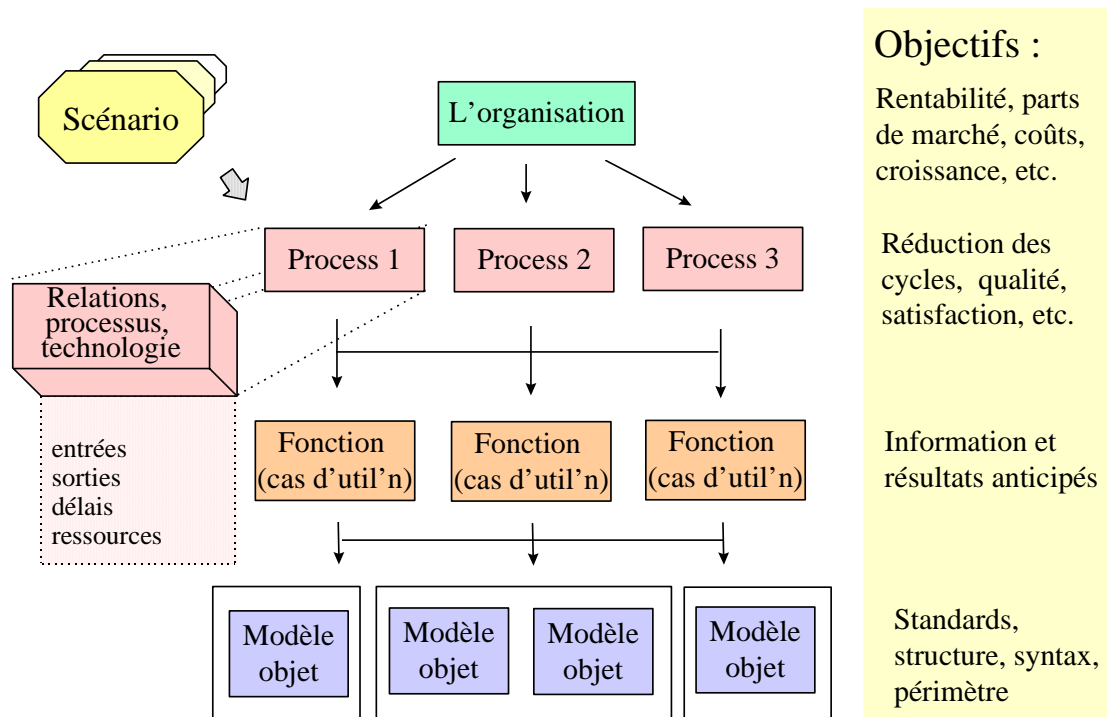 Scénario
L’organisation
Process 1
Process 2
Process 3
Relations,
processus,
technologie
entrées
sorties
délais
ressources
Fonction
(cas d’util’n)
Fonction
(cas d’util’n)
Fonction
(cas d’util’n)
Modèle
objet
Modèle
objet
Modèle
objet
Modèle
objet
Objectifs :
Rentabilité, parts
de marché, coûts,
croissance, etc.
Réduction des
cycles, qualité,
satisfaction, etc.
Information et
résultats anticipés
Standards,
structure, syntax,
périmètre